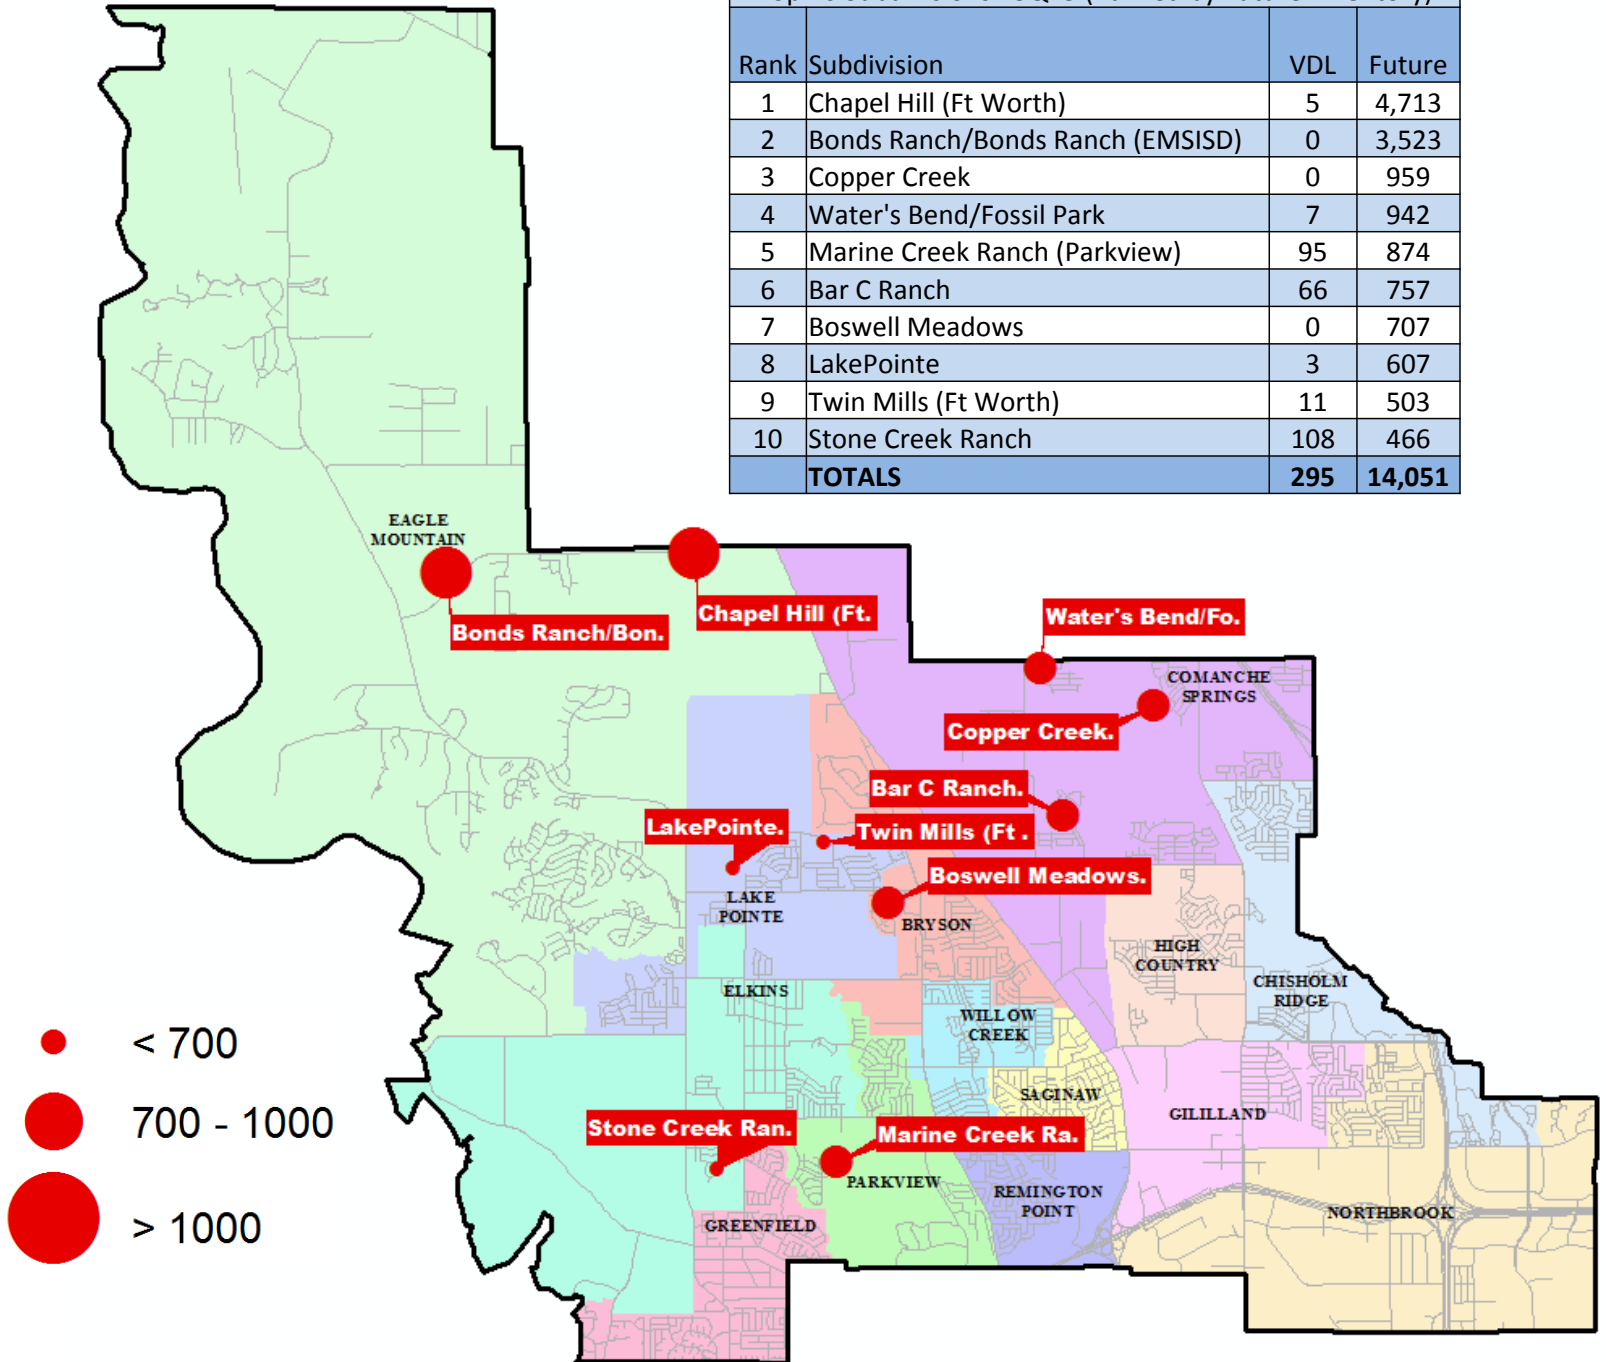 Rank Subdivision VDL Future
1 Chapel Hill (Ft Worth) 5 4,713
2 Bonds Ranch/Bonds Ranch (EMSISD) 0 3,523
3 Copper Creek 0 959
4 Water's Bend/Fossil Park 7 942
5 Marine Creek Ranch (Parkview) 95 874
6 Bar C Ranch 66 757
7 Boswell Meadows 0 707
8 LakePointe 3 607
9 Twin Mills (Ft Worth) 11 503
10 Stone Creek Ranch 108 466
TOTALS 295 14,051
EAGLE
MOUNTAIN
Bonds Ranch/Bon.
Chapel Hill (Ft.
Water's Bend/Fo.
COMANCHE
SPRINGS
Copper Creek.
Bar C Ranch.
LakePointe.
Twin Mills (Ft .
Boswell Meadows.
LAKE
POINTE
BRYSON
HIGH
COUNTRY
ELKINS
CHISHOLM
RIDGE
WILLOW
CREEK
SAGINAW
GILILLAND
Stone Creek Ran.
Marine Creek Ra.
PARKVIEW
REMINGTON
POINT
GREENFIELD
NORTHBROOK
< 700
700 - 1000
> 1000